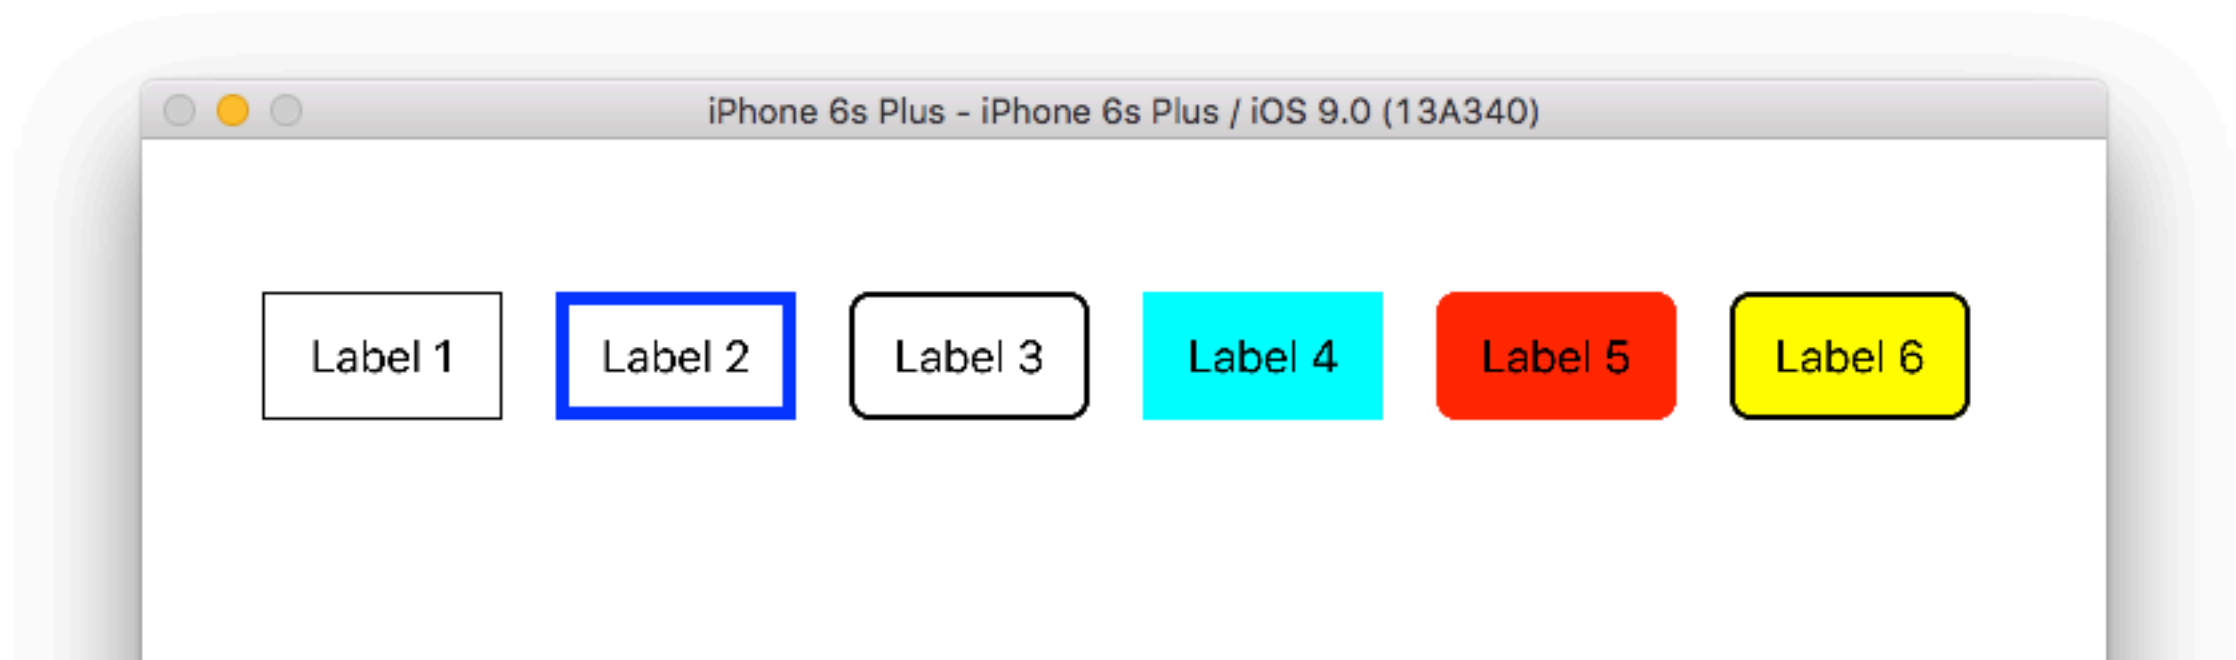 iPhone 6s Plus - iPhone 6s Plus / iOS 9.0 (13A340)
Label 1 Label 2 Label 3 Label 4 Label 5 Label 6